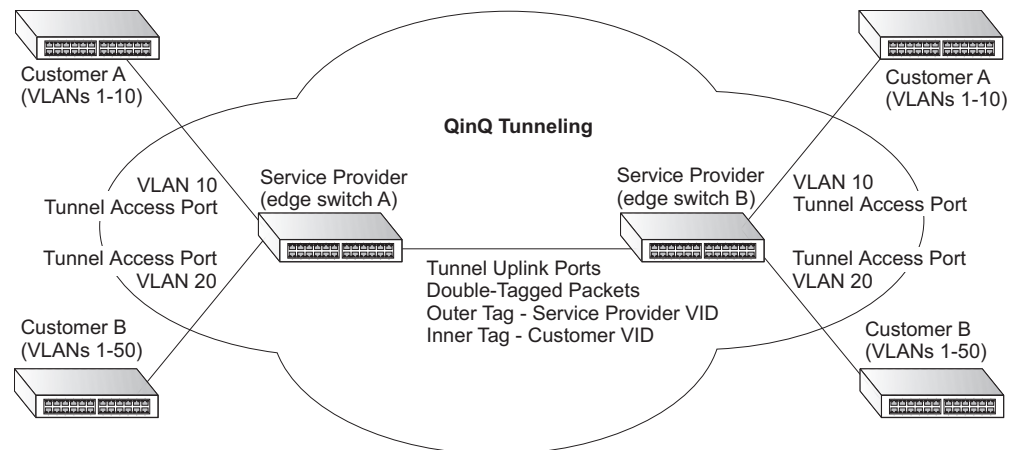 Customer A
(VLANs 1-10)
Customer A
(VLANs 1-10)
QinQ Tunneling
VLAN 10
Tunnel Access Port
Service Provider
(edge switch A)
Service Provider
(edge switch B)
VLAN 10
Tunnel Access Port
Tunnel Access Port
VLAN 20
Tunnel Uplink Ports
Double-Tagged Packets
Outer Tag - Service Provider VID
Inner Tag - Customer VID
Tunnel Access Port
VLAN 20
Customer B
(VLANs 1-50)
Customer B
(VLANs 1-50)